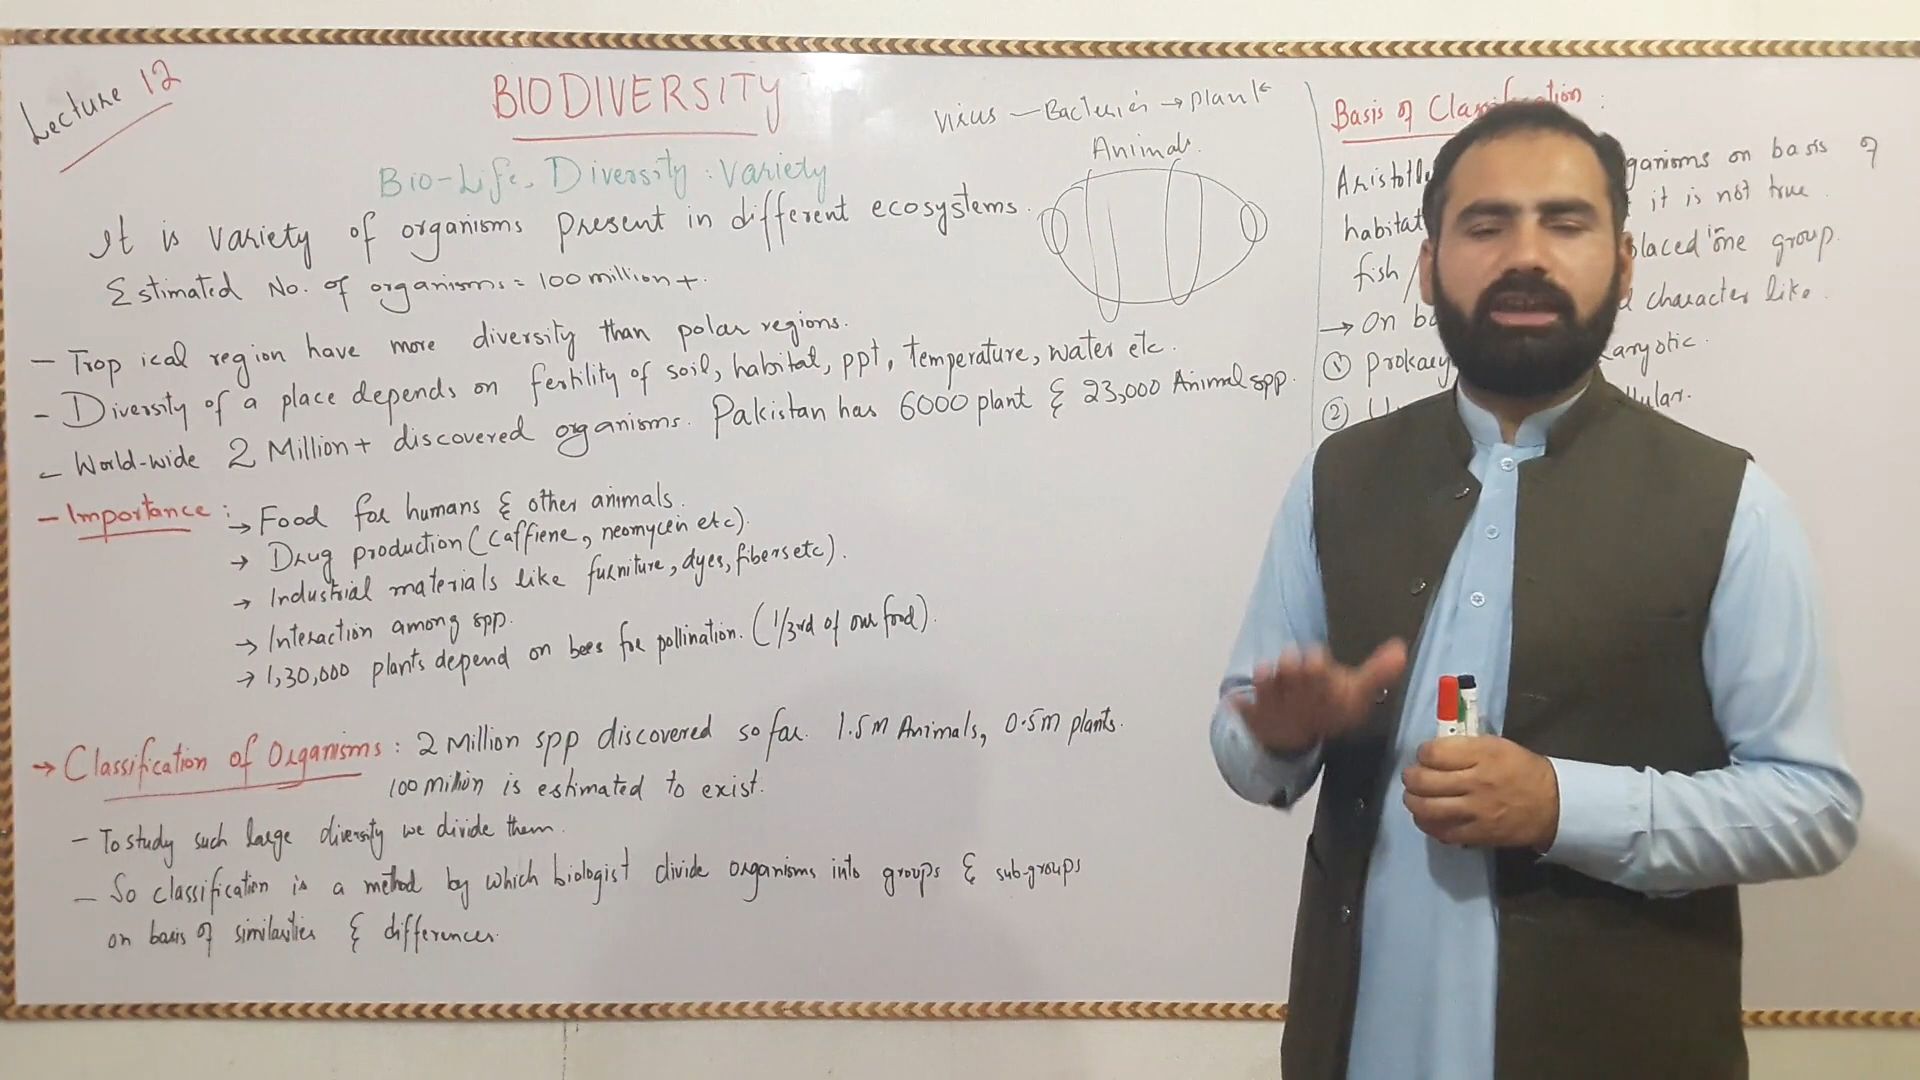 Lecture 12
BIODIVERSITY
Bio-Life, Diversity : Variety
It is variety of organisms present in different ecosystems.
Estimated No. of organisms = 100 million +.
- Tropical region have more diversity than polar regions.
- Diversity of a place depends on fertility of soil, habital, ppt, temperature, water etc.
- World-wide 2 Million+ discovered organisms. Pakistan has 6000 plant & 23,000 Animal spp.
- Importance : → Food for humans & other animals.
→ Drug production (caffiene, neomycin etc).
→ Industrial materials like furniture, dyes, fibers etc).
→ Interaction among spp.
→ 1,30,000 plants depend on bees for pollination. (1/3rd of our food).
→ Classification of Organisms : 2 Million spp discovered so far. 1.5M Animals, 0.5M plants.
100 million is estimated to exist.
- To study such large diversity we divide them.
- So classification is a method by which biologist divide organisms into groups & sub-groups
on basis of similarities & differences.
Virus — Bacteria → plant
Animals.
Basis of Classification :
Aristotle organisms on basis of
habitat it is not true.
fish / placed in one group.
→ On character like.
① prokary karyotic.
② llular.